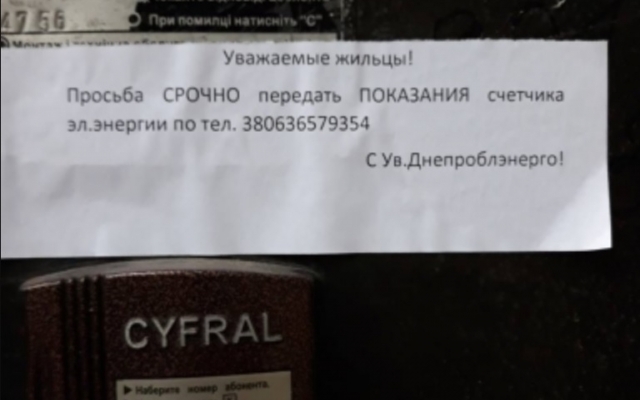 4756
При помилці натисніть "С"
Уважаемые жильцы!
Просьба СРОЧНО передать ПОКАЗАНИЯ счетчика
эл.энергии по тел. 380636579354
С Ув.Днепроблэнерго!
CYFRAL
Наберите номер абонента.